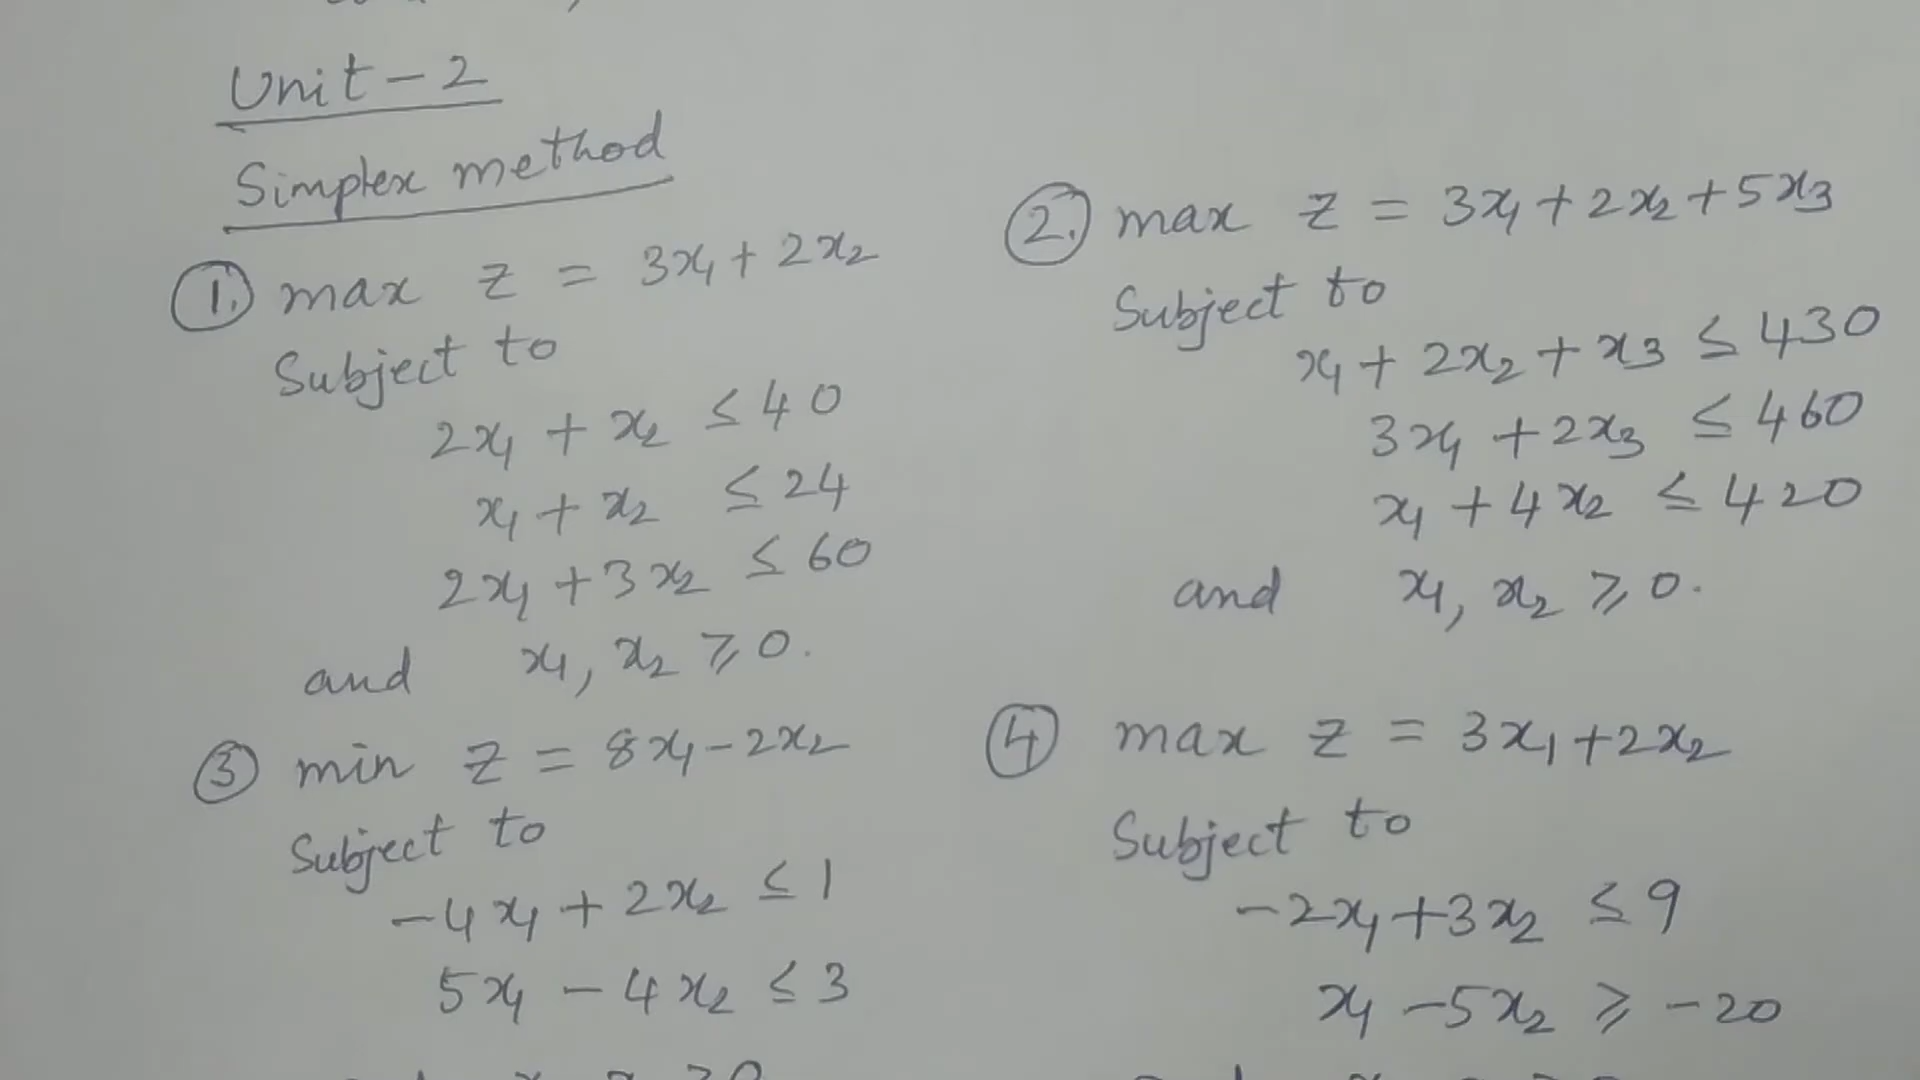 Unit - 2
Simplex method
1. max z = 3x₁ + 2x₂
Subject to
2x₁ + x₂ ≤ 40
x₁ + x₂ ≤ 24
2x₁ + 3x₂ ≤ 60
and x₁, x₂ ≥ 0.
2. max z = 3x₁ + 2x₂ + 5x₃
Subject to
x₁ + 2x₂ + x₃ ≤ 430
3x₁ + 2x₃ ≤ 460
x₁ + 4x₂ ≤ 420
and x₁, x₂ ≥ 0.
3 min z = 8x₁ - 2x₂
Subject to
-4x₁ + 2x₂ ≤ 1
5x₁ - 4x₂ ≤ 3
4 max z = 3x₁ + 2x₂
Subject to
-2x₁ + 3x₂ ≤ 9
x₁ - 5x₂ ≥ -20